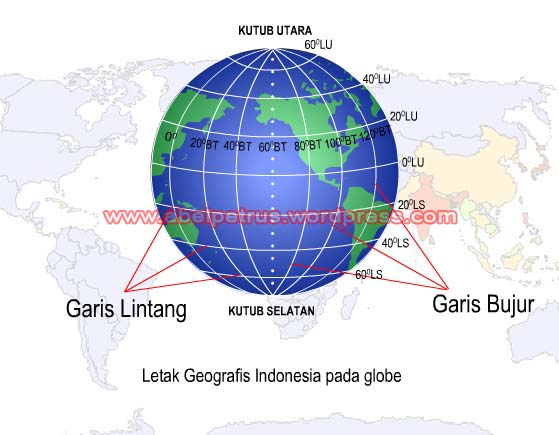 KUTUB UTARA
60⁰LU
40⁰LU
20⁰LU
0⁰ 20⁰BT 40⁰BT 60⁰BT 80⁰BT 100⁰BT 120⁰BT
0⁰LU
20⁰LS
www.abelpetrus.wordpress.com
40⁰LS
60⁰LS
Garis Lintang
Garis Bujur
KUTUB SELATAN
Letak Geografis Indonesia pada globe